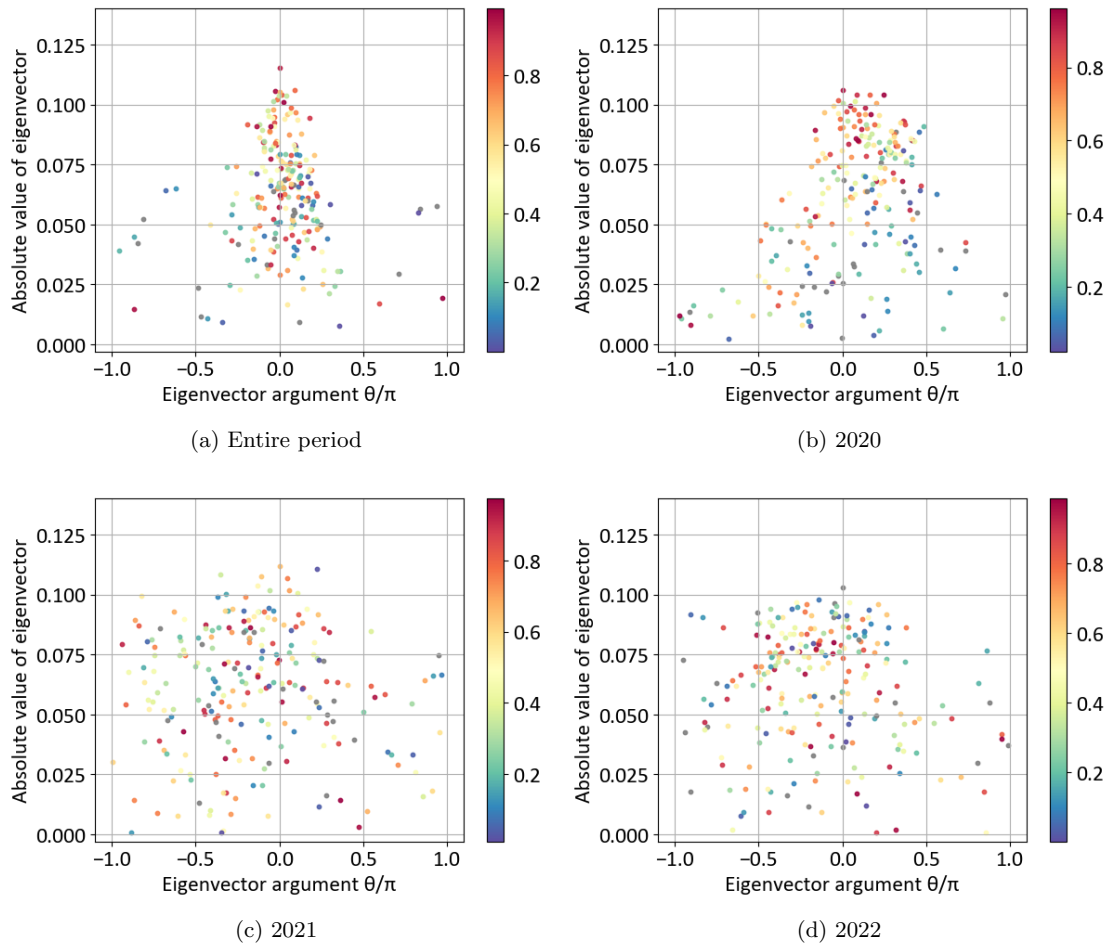 0.125
0.100
0.075
0.050
0.025
0.000
Absolute value of eigenvector
−1.0 −0.5 0.0 0.5 1.0
Eigenvector argument θ/π
0.8
0.6
0.4
0.2
(a) Entire period
0.125
0.100
0.075
0.050
0.025
0.000
Absolute value of eigenvector
−1.0 −0.5 0.0 0.5 1.0
Eigenvector argument θ/π
0.8
0.6
0.4
0.2
(b) 2020
0.125
0.100
0.075
0.050
0.025
0.000
Absolute value of eigenvector
−1.0 −0.5 0.0 0.5 1.0
Eigenvector argument θ/π
0.8
0.6
0.4
0.2
(c) 2021
0.125
0.100
0.075
0.050
0.025
0.000
Absolute value of eigenvector
−1.0 −0.5 0.0 0.5 1.0
Eigenvector argument θ/π
0.8
0.6
0.4
0.2
(d) 2022